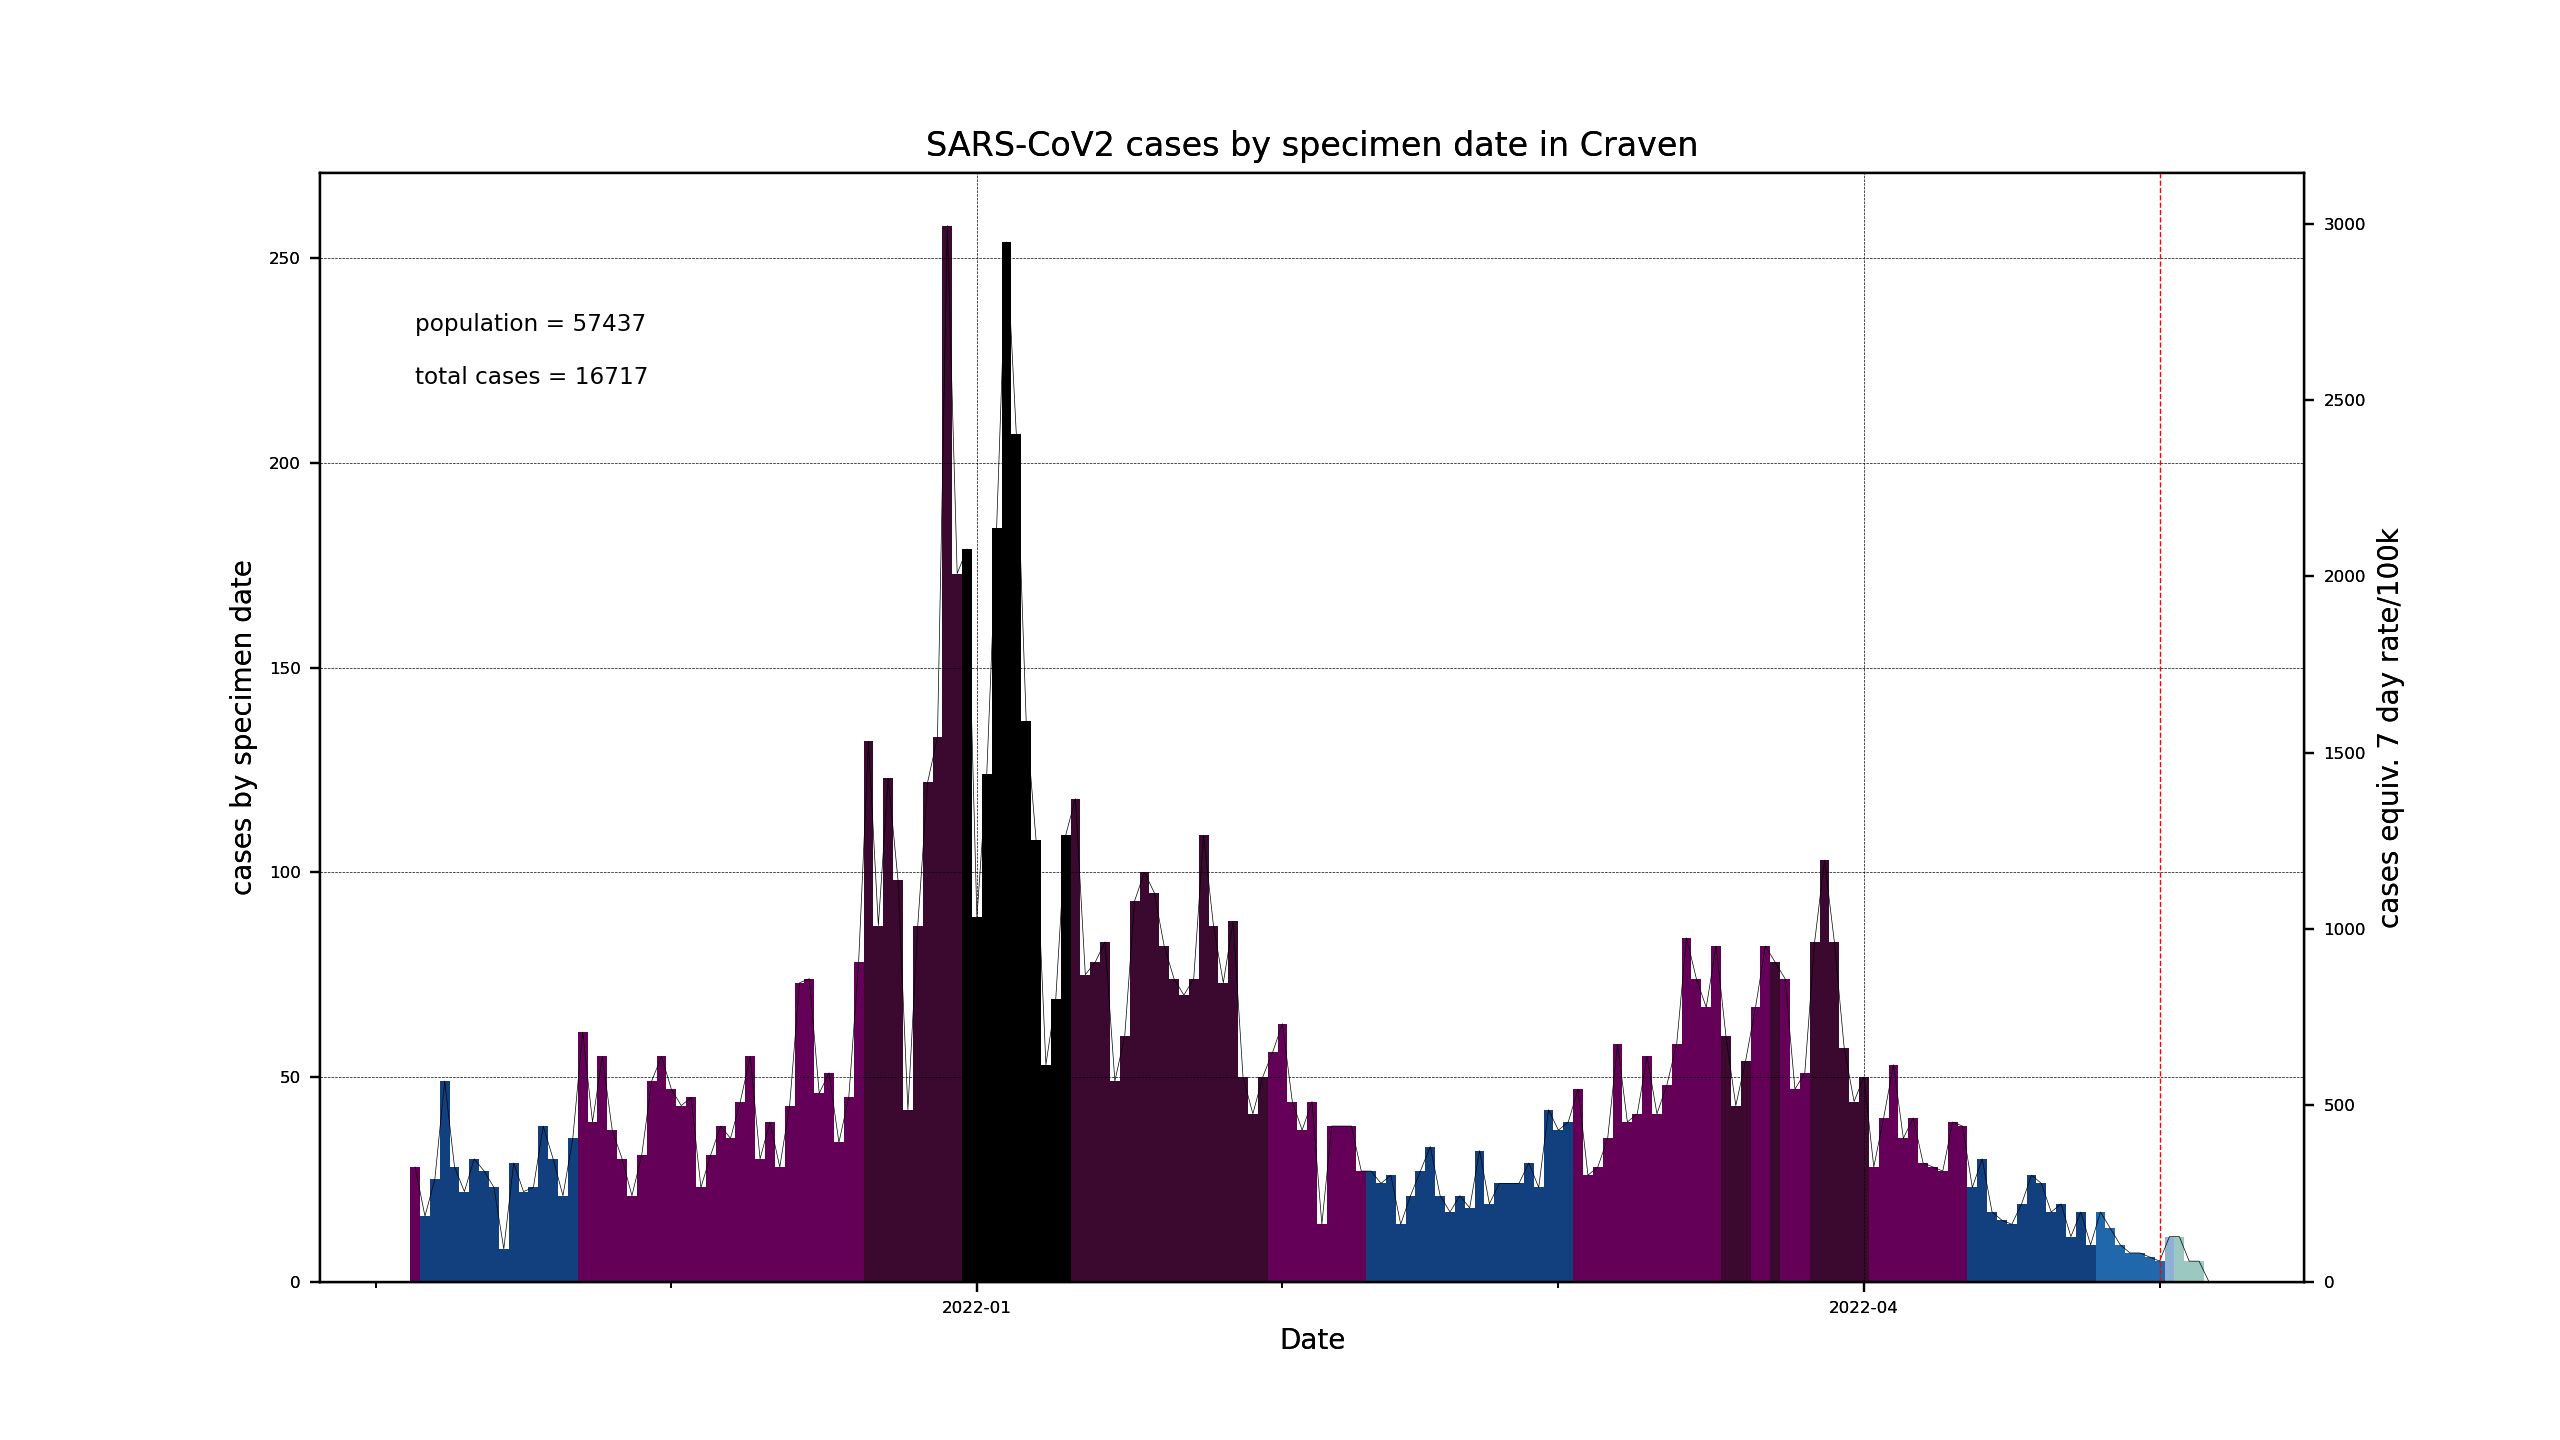 SARS-CoV2 cases by specimen date in Craven
population = 57437
total cases = 16717
cases by specimen date
250
200
150
100
50
0
3000
2500
2000
1500
1000
500
0
cases equiv. 7 day rate/100k
2022-01
2022-04
Date